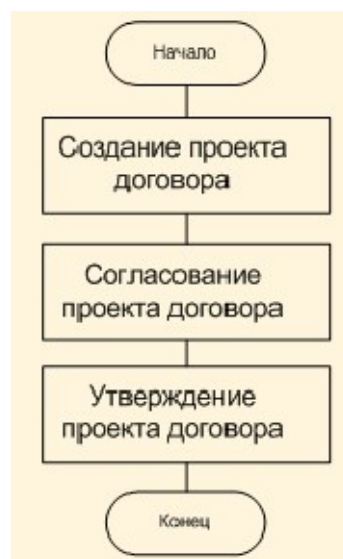 Начало
Создание проекта
договора
Согласование
проекта договора
Утверждение
проекта договора
Конец